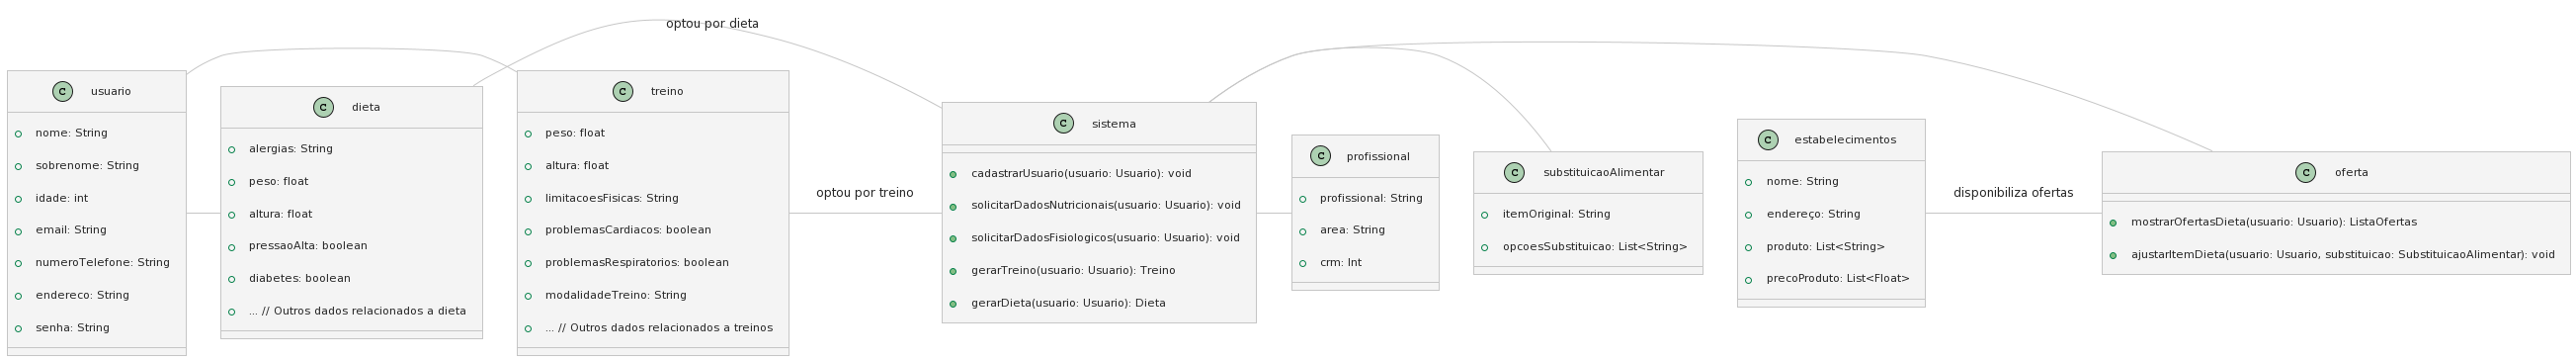 optou por dieta
C usuario
nome: String
sobrenome: String
idade: int
email: String
numeroTelefone: String
endereco: String
senha: String
C dieta
alergias: String
peso: float
altura: float
pressaoAlta: boolean
diabetes: boolean
... // Outros dados relacionados a dieta
C treino
peso: float
altura: float
limitacoesFisicas: String
problemasCardiacos: boolean
problemasRespiratorios: boolean
modalidadeTreino: String
... // Outros dados relacionados a treinos
optou por treino
C sistema
cadastrarUsuario(usuario: Usuario): void
solicitarDadosNutricionais(usuario: Usuario): void
solicitarDadosFisiologicos(usuario: Usuario): void
gerarTreino(usuario: Usuario): Treino
gerarDieta(usuario: Usuario): Dieta
C profissional
profissional: String
area: String
crm: Int
C substituicaoAlimentar
itemOriginal: String
opcoesSubstituicao: List<String>
C estabelecimentos
nome: String
endereço: String
produto: List<String>
precoProduto: List<Float>
disponibiliza ofertas
C oferta
mostrarOfertasDieta(usuario: Usuario): ListaOfertas
ajustarItemDieta(usuario: Usuario, substituicao: SubstituicaoAlimentar): void